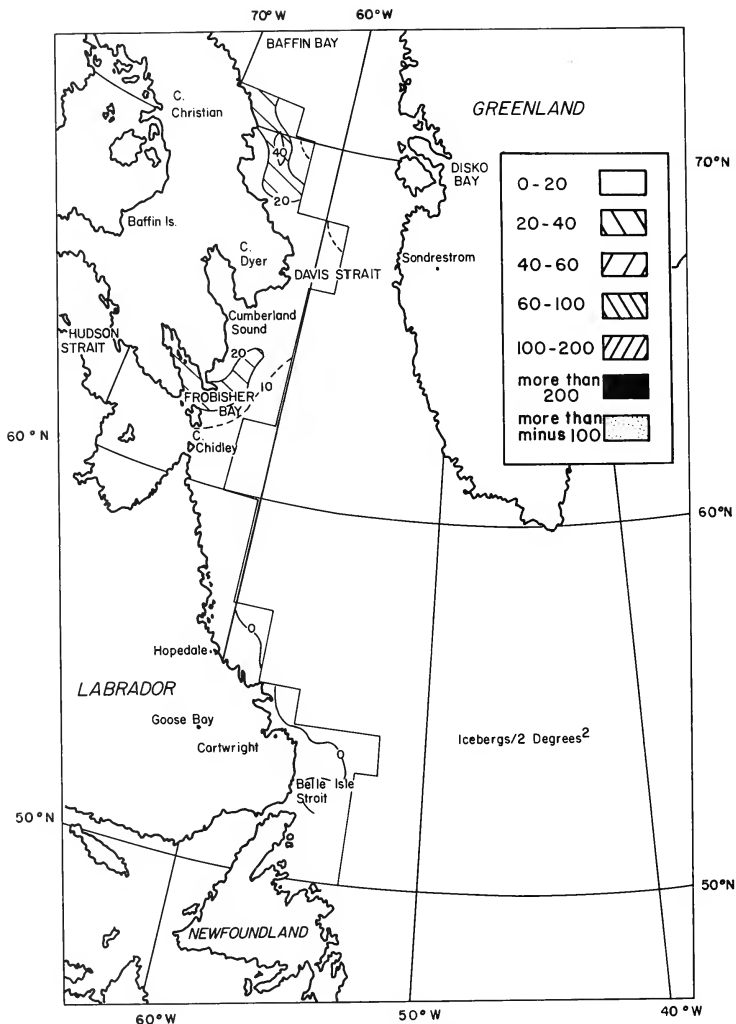 70°W 60°W
BAFFIN BAY
C.
Christian
GREENLAND
70°N
DISKO
BAY
0-20
20-40
40-60
60-100
100-200
more than
200
more than
minus 100
40
20
Baffin Is.
C.
Dyer
Sondrestrom
DAVIS STRAIT
Cumberland
Sound
HUDSON
STRAIT
20
10
FROBISHER
BAY
60°N
C.
Chidley
60°N
O
Hopedale
LABRADOR
Goose Bay
Cartwright
Icebergs/2 Degrees²
O
Belle Isle
Strait
50°N
50°N
NEWFOUNDLAND
60°W
50°W
40°W